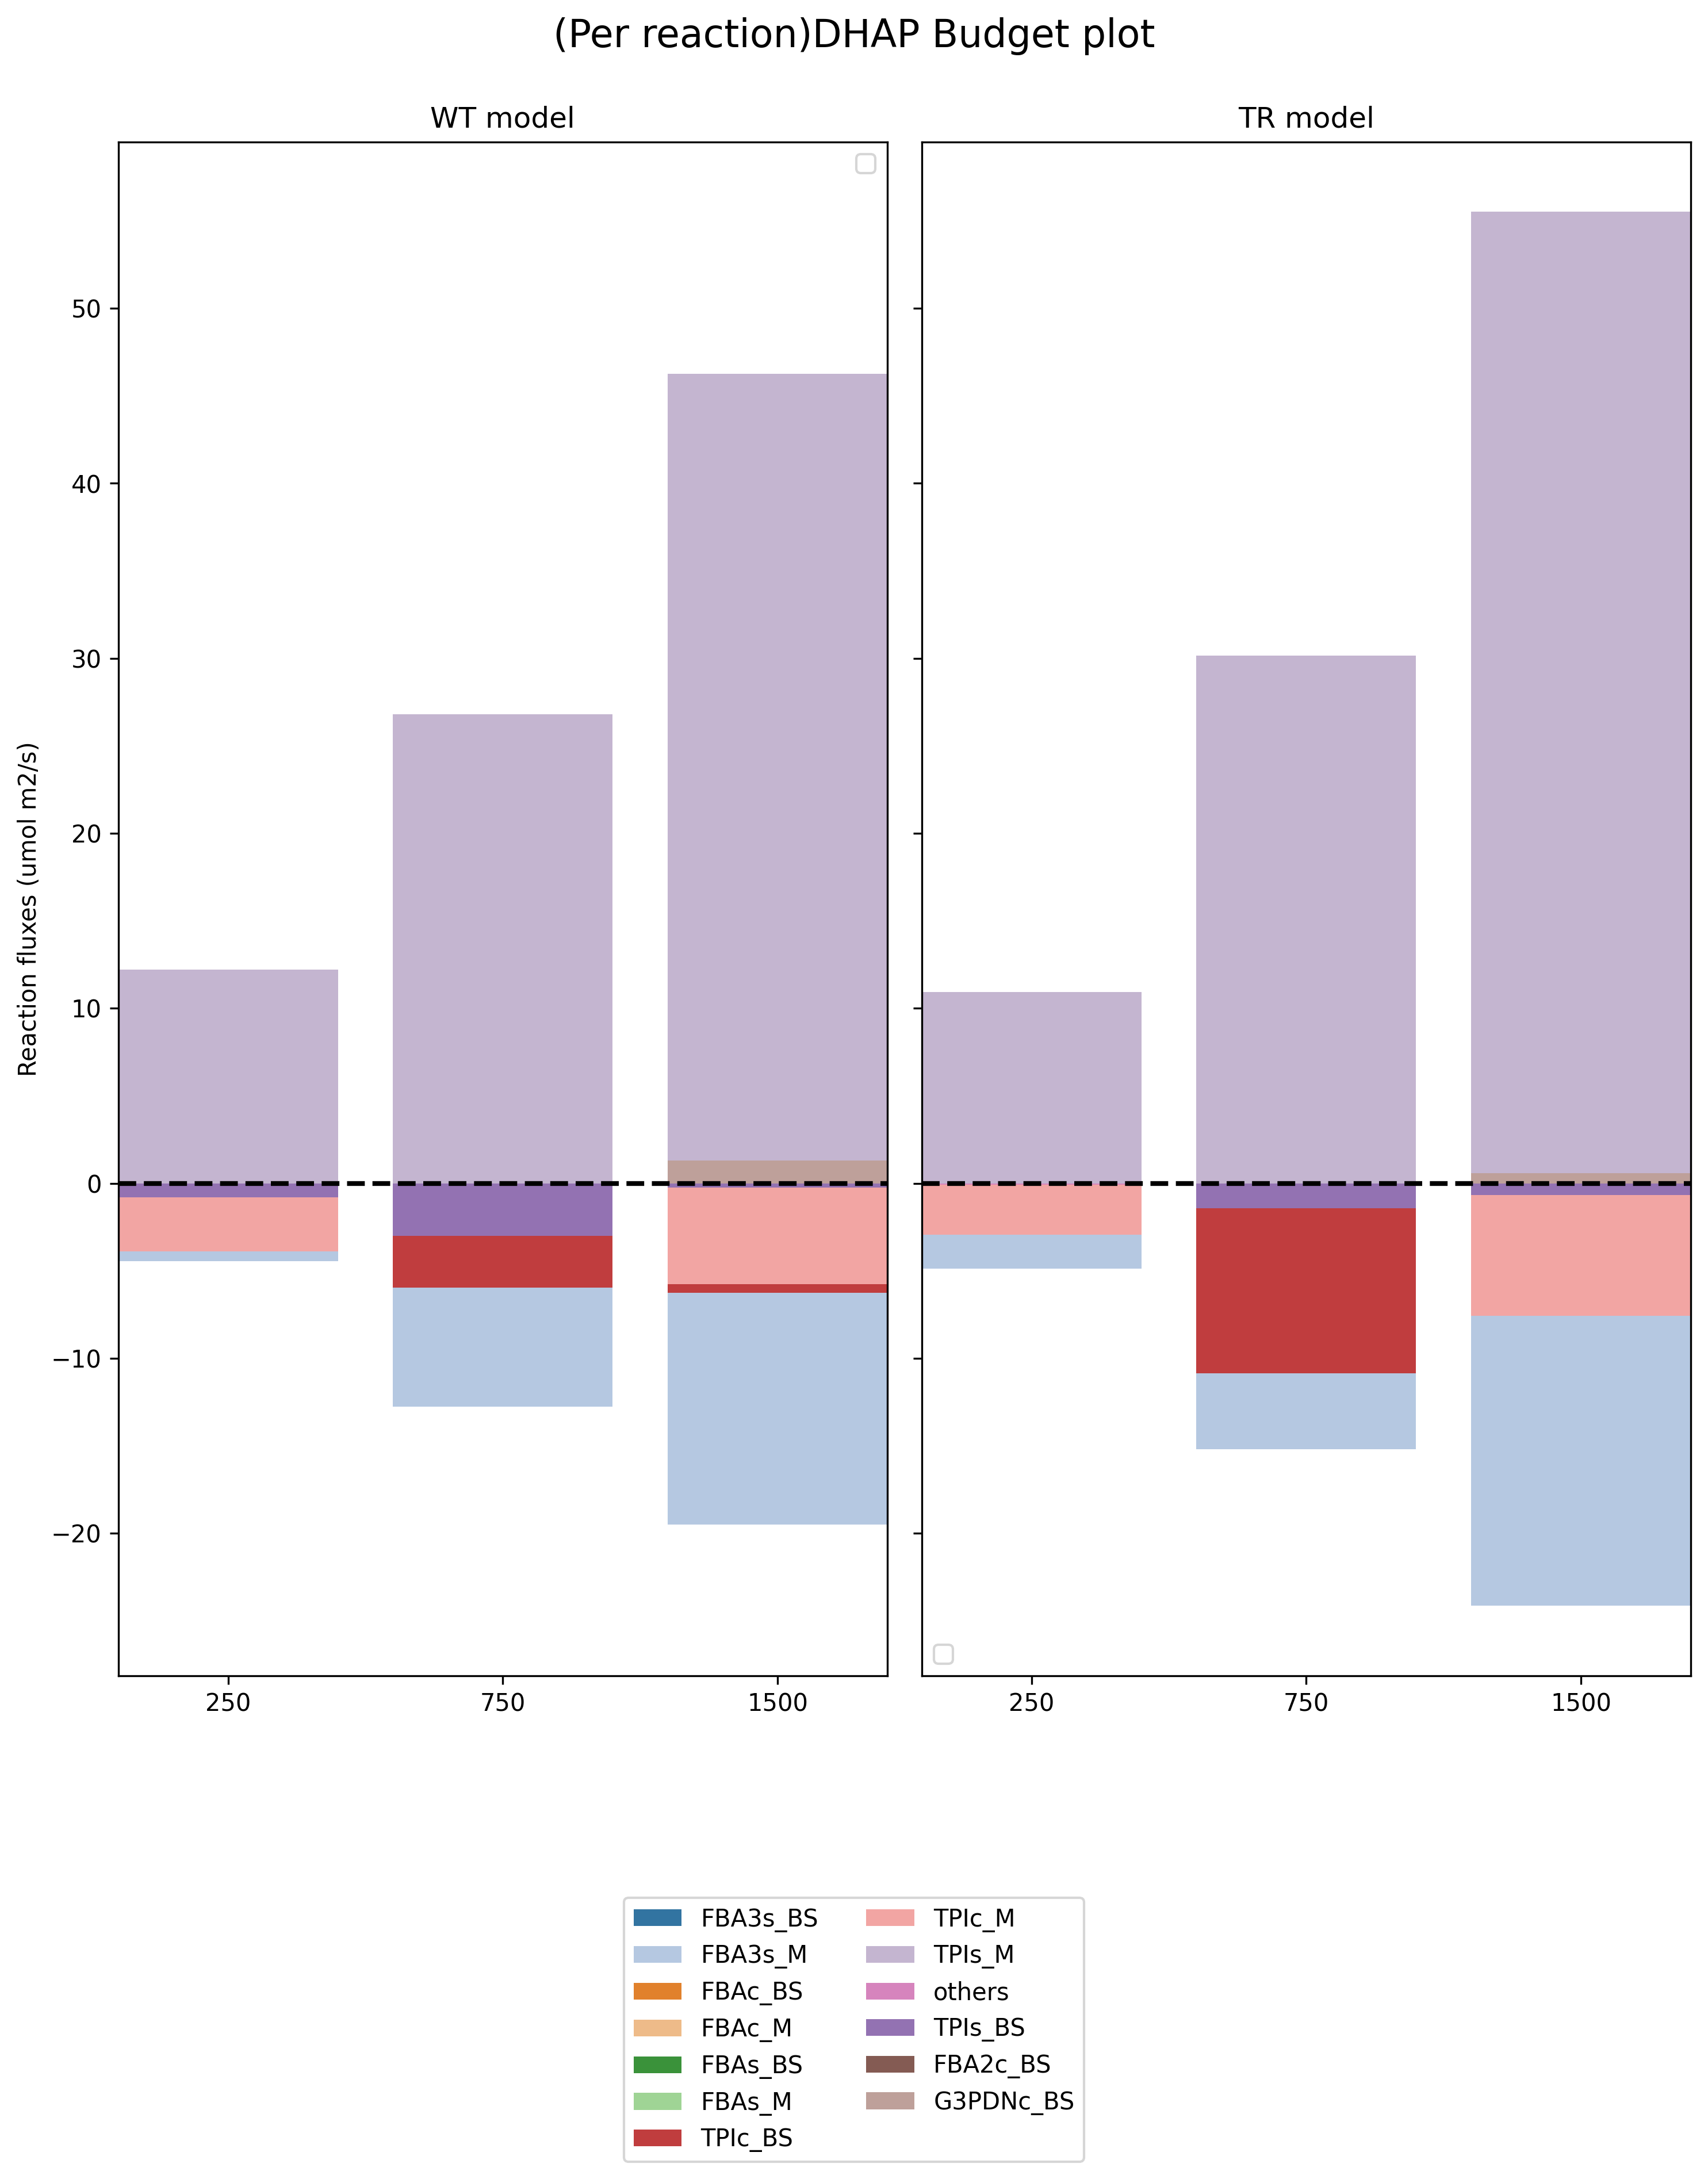 (Per reaction)DHAP Budget plot
WT model
TR model
Reaction fluxes (umol m2/s)
50
40
30
20
10
0
−10
−20
250
750
1500
250
750
1500
FBA3s_BS
FBA3s_M
FBAc_BS
FBAc_M
FBAs_BS
FBAs_M
TPIc_BS
TPIc_M
TPIs_M
others
TPIs_BS
FBA2c_BS
G3PDNc_BS